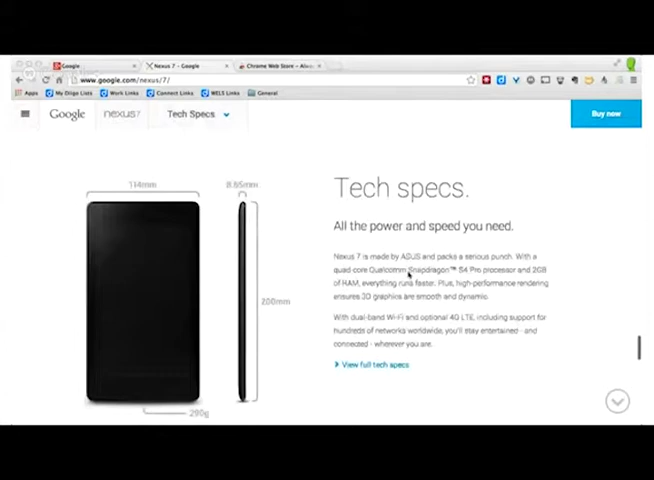 Google
Nexus 7 - Google
Chrome Web Store - Alwa
www.google.com/nexus/7/
Apps My Diigo Lists Work Links Connect Links WELS Links General
Google nexus7 Tech Specs Buy now
114mm 8.65mm
Tech specs.
All the power and speed you need.
Nexus 7 is made by ASUS and packs a serious punch. With a
quad core Qualcomm Snapdragon™ S4 Pro processor and 2GB
of RAM, everything runs faster. Plus, high-performance rendering
ensures 3D graphics are smooth and dynamic.
200mm
With dual-band Wi-Fi and optional 4G LTE, including support for
hundreds of networks worldwide, you'll stay entertained - and
connected - wherever you are.
View full tech specs
290g